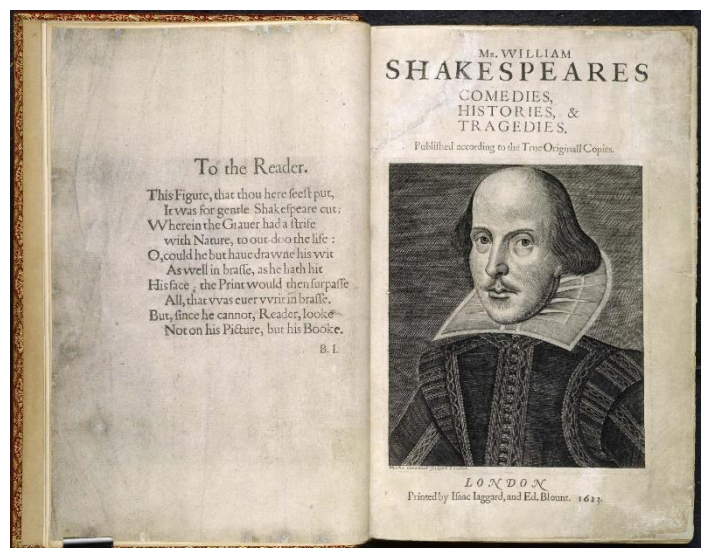 To the Reader.
This Figure, that thou here ſeeſt put,
It vvas for gentle Shakeſpeare cut;
Wherein the Grauer had a ſtrife
with Nature, to out-doo the life :
O, could he but haue dravvne his vvit
As well in braſſe, as he hath hit
His face ; the Print would then ſurpaſſe
All, that vvas euer vvrit in braſſe.
But, ſince he cannot, Reader, looke
Not on his Picture, but his Booke.
B. I.
Mr. WILLIAM
SHAKESPEARES
COMEDIES,
HISTORIES, &
TRAGEDIES.
Publiſhed according to the True Originall Copies.
LONDON
Printed by Iſaac Iaggard, and Ed. Blount. 1623.